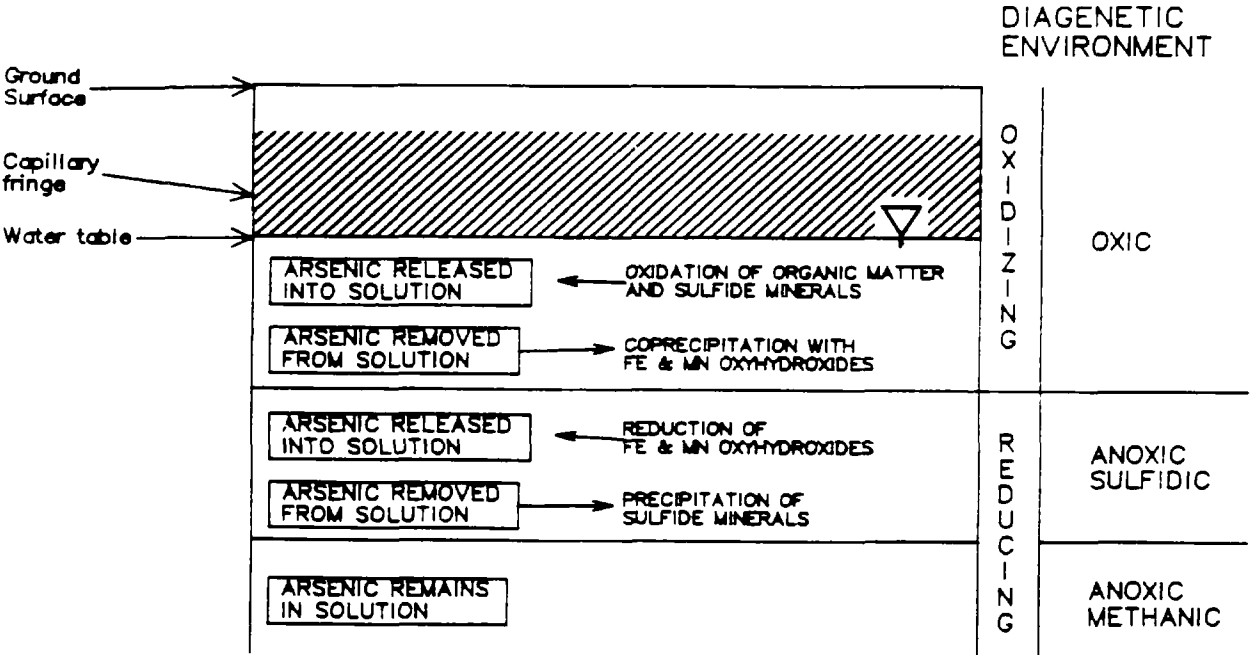 DIAGENETIC
ENVIRONMENT
Ground
Surface
Capillary
fringe
Water table
ARSENIC RELEASED
INTO SOLUTION
OXIDATION OF ORGANIC MATTER
AND SULFIDE MINERALS
ARSENIC REMOVED
FROM SOLUTION
COPRECIPITATION WITH
FE & MN OXYHYDROXIDES
OXIDIZING
OXIC
ARSENIC RELEASED
INTO SOLUTION
REDUCTION OF
FE & MN OXYHYDROXIDES
ARSENIC REMOVED
FROM SOLUTION
PRECIPITATION OF
SULFIDE MINERALS
REDUCING
ANOXIC
SULFIDIC
ARSENIC REMAINS
IN SOLUTION
ANOXIC
METHANIC